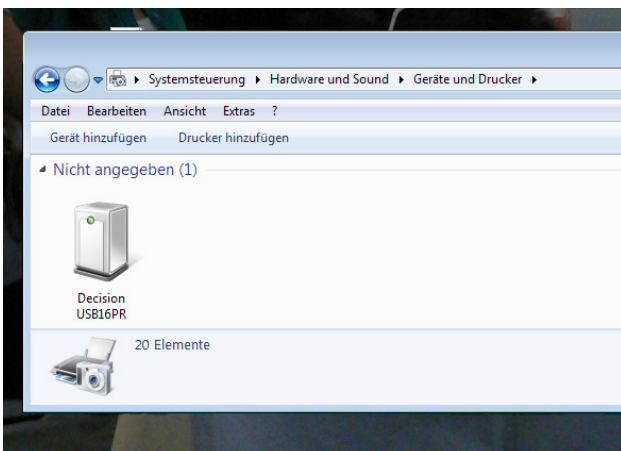 Systemsteuerung Hardware und Sound Geräte und Drucker
Datei Bearbeiten Ansicht Extras ?
Gerät hinzufügen Drucker hinzufügen
Nicht angegeben (1)
Decision
USB16PR
20 Elemente